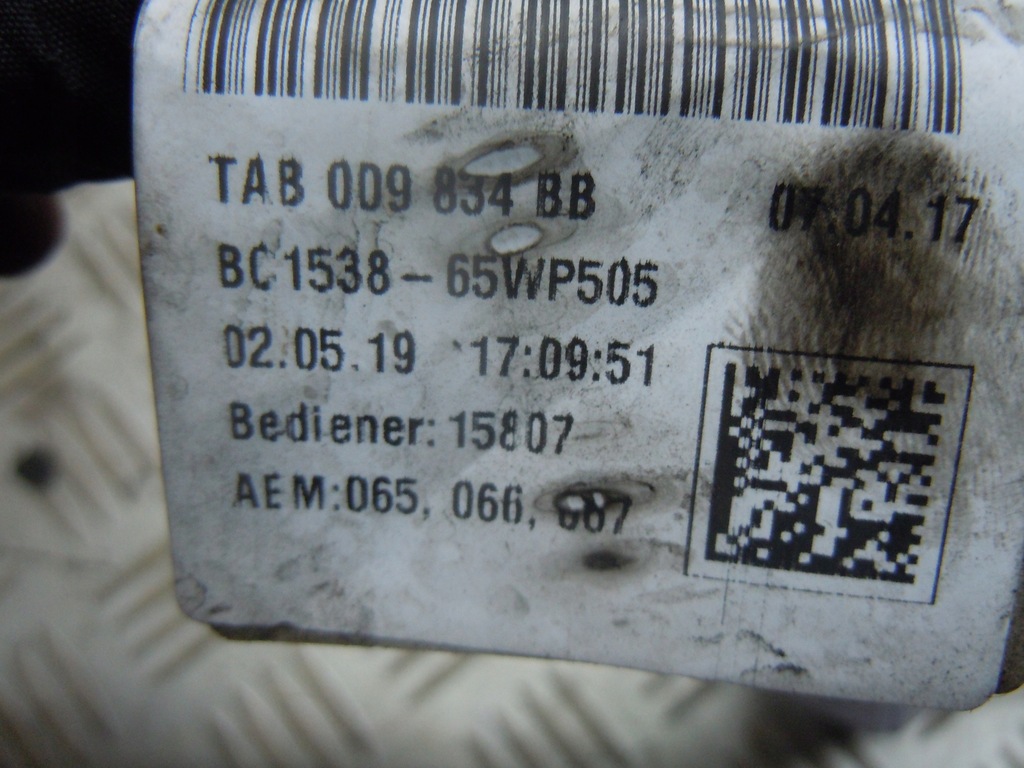 TAB 009 834 BB 07.04.17
BC1538-65WP505
02.05.19 17:09:51
Bediener: 15807
AEM:065, 066, 067